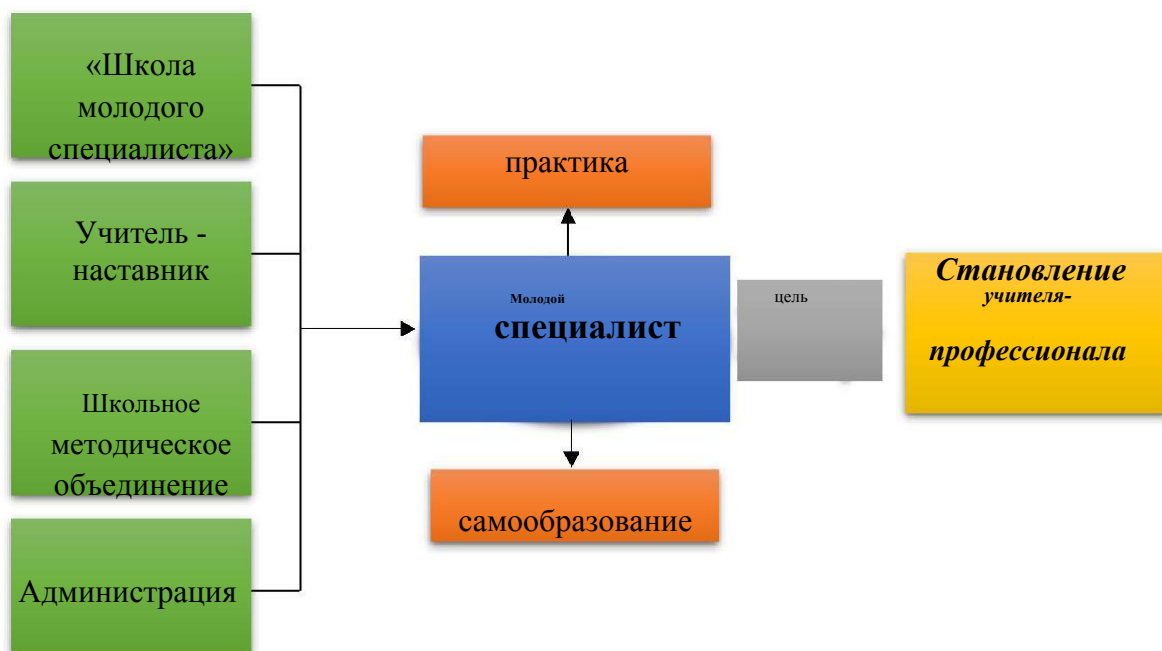 «Школа
молодого
специалиста»
Учитель -
наставник
Школьное
методическое
объединение
Администрация
практика
Молодой
специалист
самообразование
цель
Становление
учителя-
профессионала